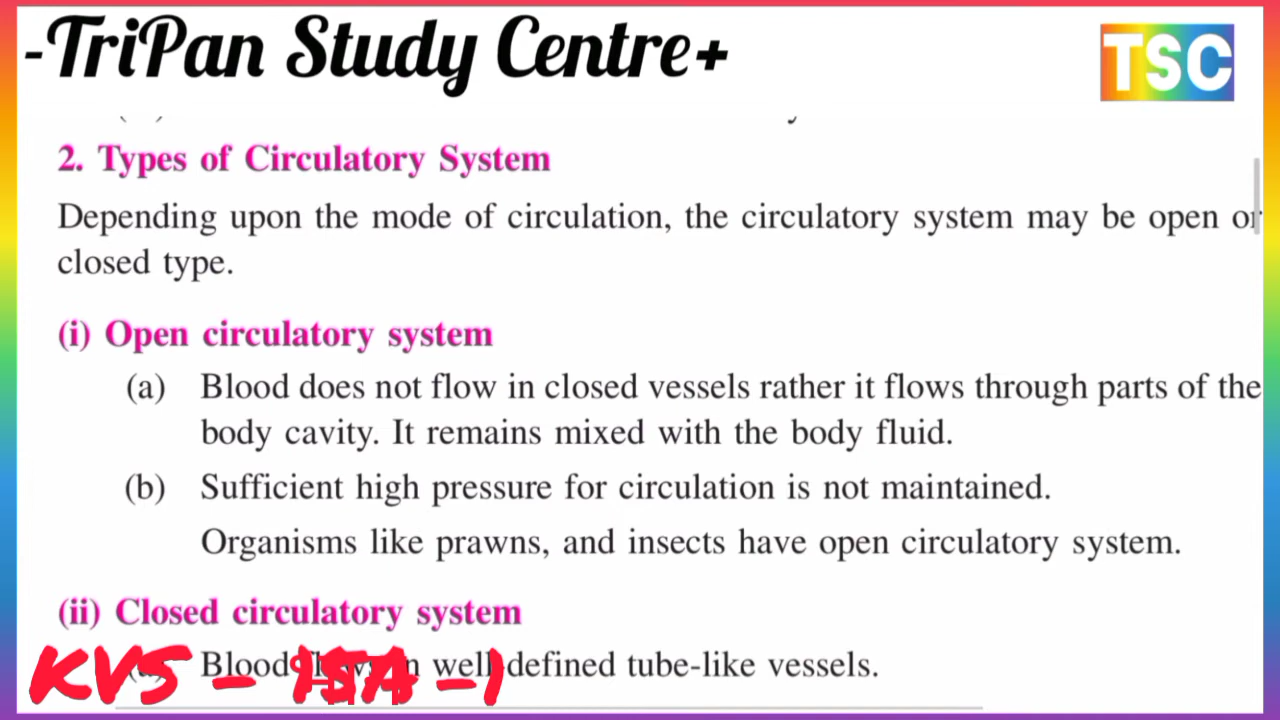 -TriPan Study Centre+
TSC
2. Types of Circulatory System
Depending upon the mode of circulation, the circulatory system may be open or
closed type.
(i) Open circulatory system
(a) Blood does not flow in closed vessels rather it flows through parts of the
body cavity. It remains mixed with the body fluid.
(b) Sufficient high pressure for circulation is not maintained.
Organisms like prawns, and insects have open circulatory system.
(ii) Closed circulatory system
Blood well defined tube-like vessels.
KVS -